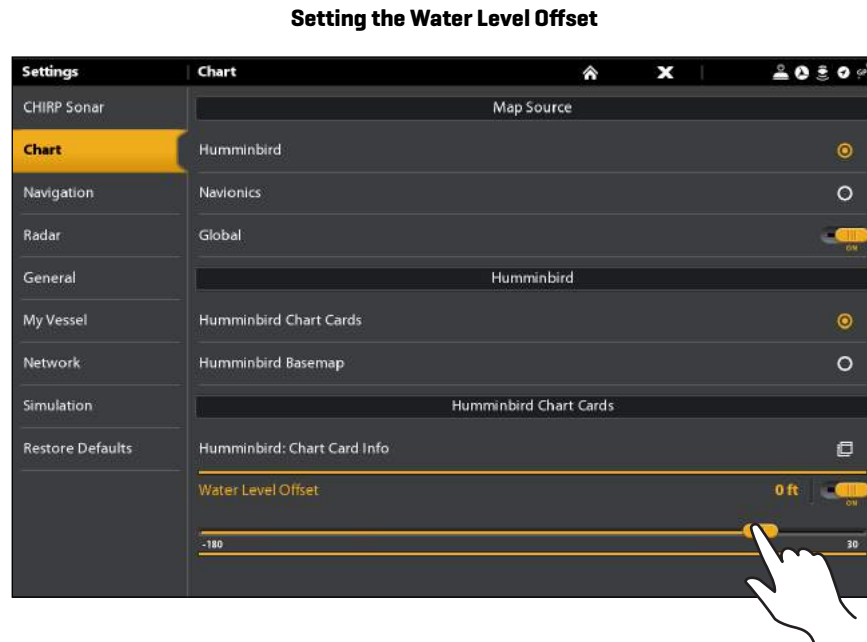 Setting the Water Level Offset
Settings
Chart
CHIRP Sonar
Map Source
Chart
Humminbird
Navigation
Navionics
Radar
Global
ON
General
Humminbird
My Vessel
Humminbird Chart Cards
Network
Humminbird Basemap
Simulation
Humminbird Chart Cards
Restore Defaults
Humminbird: Chart Card Info
Water Level Offset
0 ft
ON
-180
30